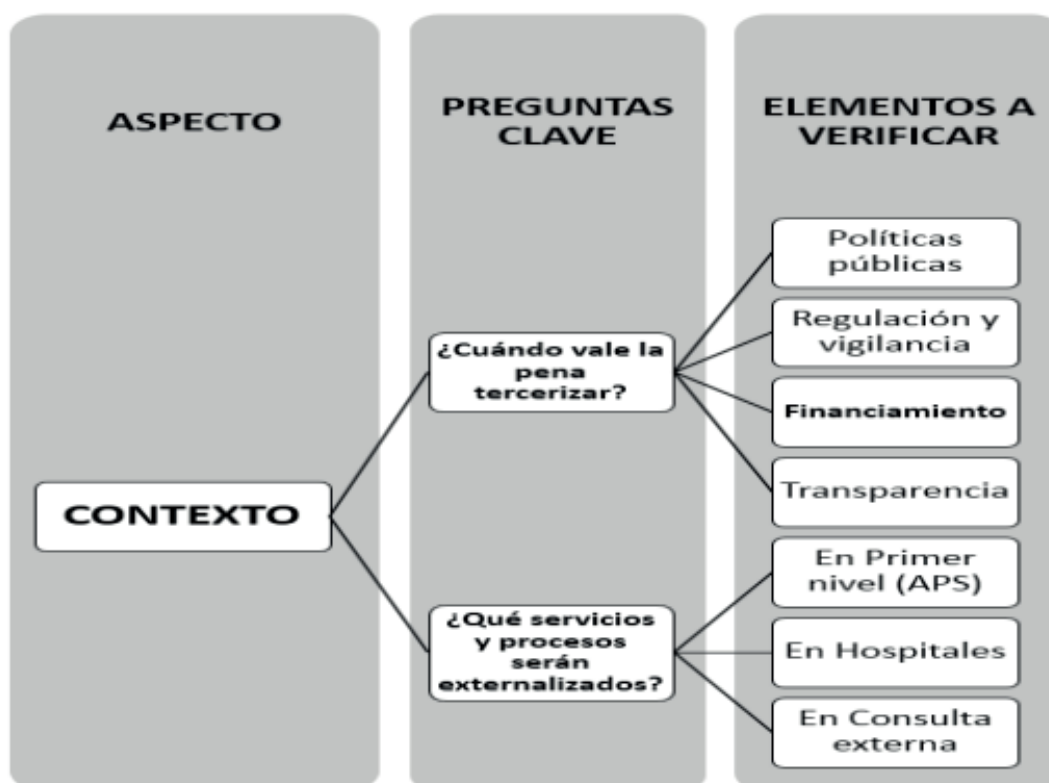 ASPECTO
PREGUNTAS
CLAVE
ELEMENTOS A
VERIFICAR
CONTEXTO
¿Cuándo vale la
pena
tercerizar?
Políticas
públicas
Regulación y
vigilancia
Financiamiento
Transparencia
¿Qué servicios
y procesos
serán
externalizados?
En Primer
nivel (APS)
En Hospitales
En Consulta
externa